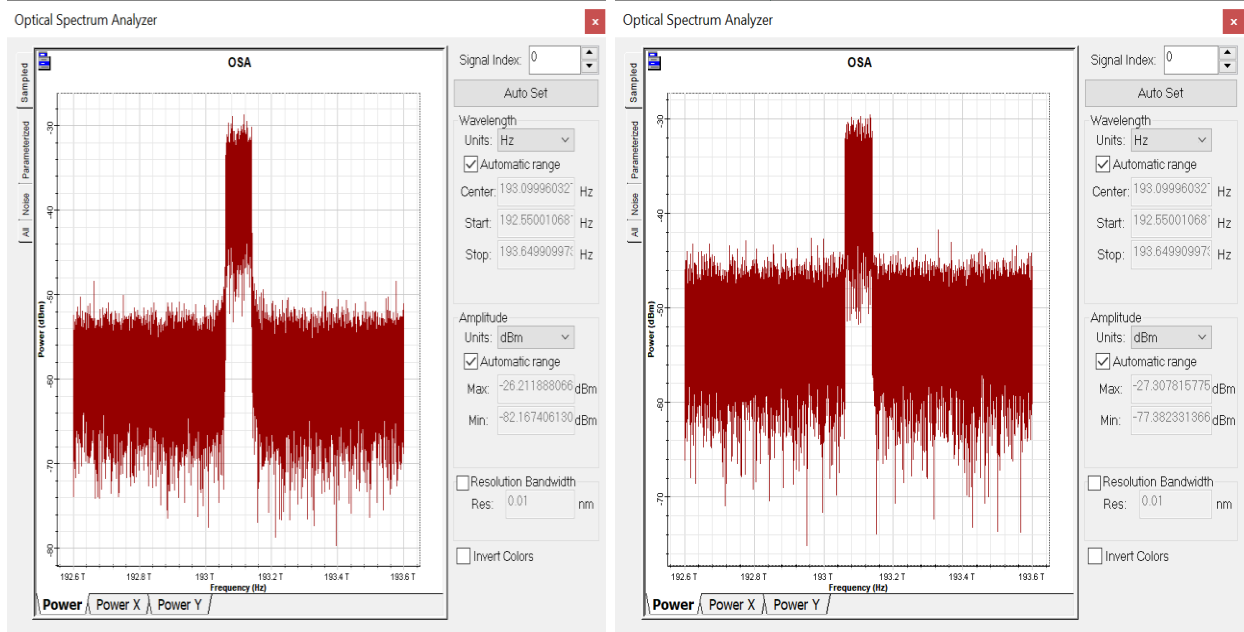 Optical Spectrum Analyzer
x
Sampled
Parameterized
Noise
All
OSA
Power (dBm)
-30
-40
-50
-60
-70
-80
192.6 T 192.8 T 193 T 193.2 T 193.4 T 193.6 T
Frequency (Hz)
Power Power X Power Y
Signal Index: 0
Auto Set
Wavelength
Units: Hz
Automatic range
Center: 193.09996032 Hz
Start: 192.55001068 Hz
Stop: 193.64990997 Hz
Amplitude
Units: dBm
Automatic range
Max: -26.211888066 dBm
Min: -82.167406130 dBm
Resolution Bandwidth
Res: 0.01 nm
Invert Colors
Optical Spectrum Analyzer
x
Sampled
Parameterized
Noise
All
OSA
Power (dBm)
-30
-40
-50
-60
-70
192.6 T 192.8 T 193 T 193.2 T 193.4 T 193.6 T
Frequency (Hz)
Power Power X Power Y
Signal Index: 0
Auto Set
Wavelength
Units: Hz
Automatic range
Center: 193.09996032 Hz
Start: 192.55001068 Hz
Stop: 193.64990997 Hz
Amplitude
Units: dBm
Automatic range
Max: -27.307815775 dBm
Min: -77.382331366 dBm
Resolution Bandwidth
Res: 0.01 nm
Invert Colors